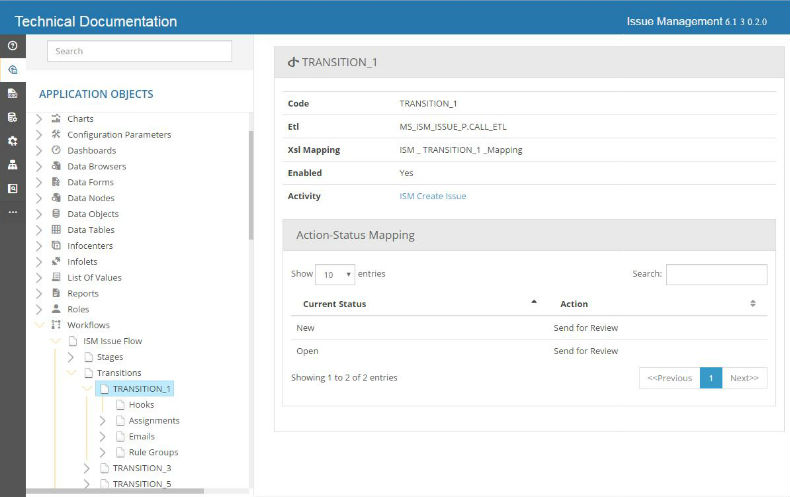 Technical Documentation
Issue Management 6.1 3 0.2.0
Search
APPLICATION OBJECTS
Charts
Configuration Parameters
Dashboards
Data Browsers
Data Forms
Data Nodes
Data Objects
Data Tables
Infocenters
Infolets
List Of Values
Reports
Roles
Workflows
ISM Issue Flow
Stages
Transitions
TRANSITION_1
Hooks
Assignments
Emails
Rule Groups
TRANSITION_3
TRANSITION_5
TRANSITION_1
Code TRANSITION_1
Etl MS_ISM_ISSUE_P.CALL_ETL
Xsl Mapping ISM _ TRANSITION_1 _Mapping
Enabled Yes
Activity ISM Create Issue
Action-Status Mapping
Show 10 entries Search:
Current Status Action
New Send for Review
Open Send for Review
Showing 1 to 2 of 2 entries <<Previous 1 Next>>